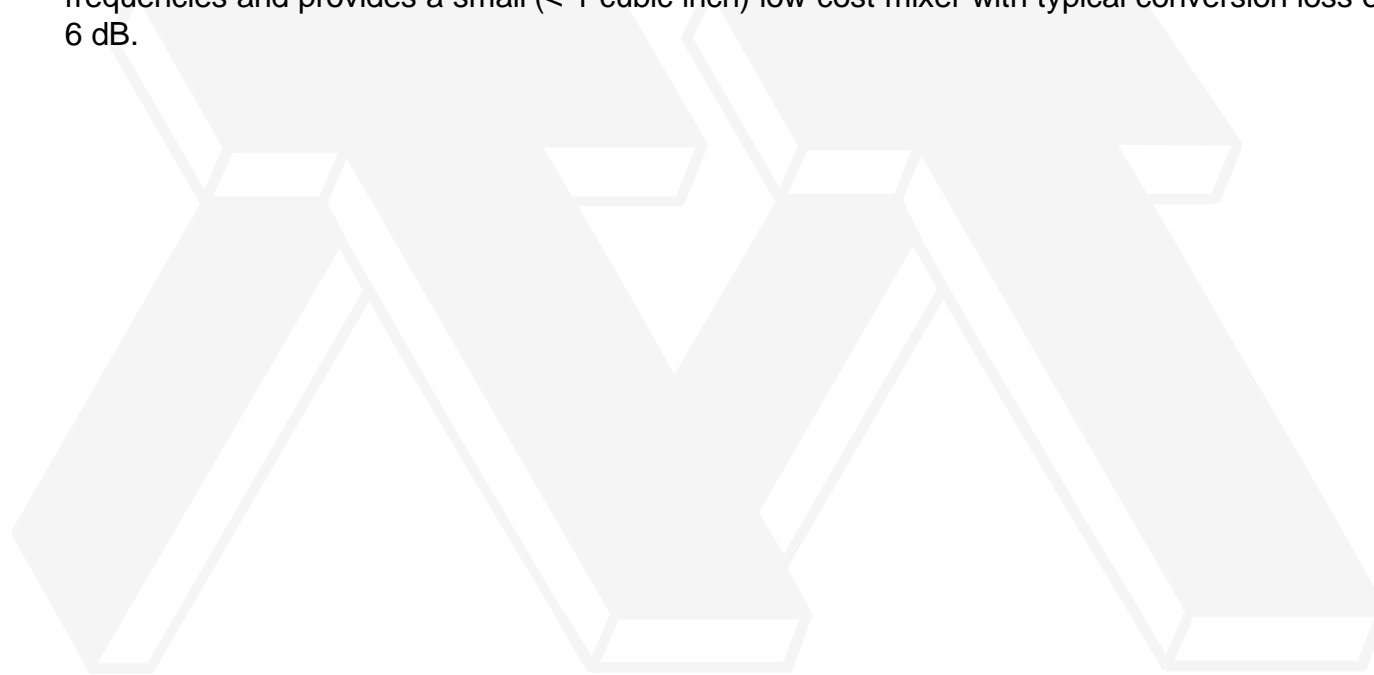 frequencies and provides a small (< 1 cubic inch) low cost mixer with typical conversion loss
6 dB.